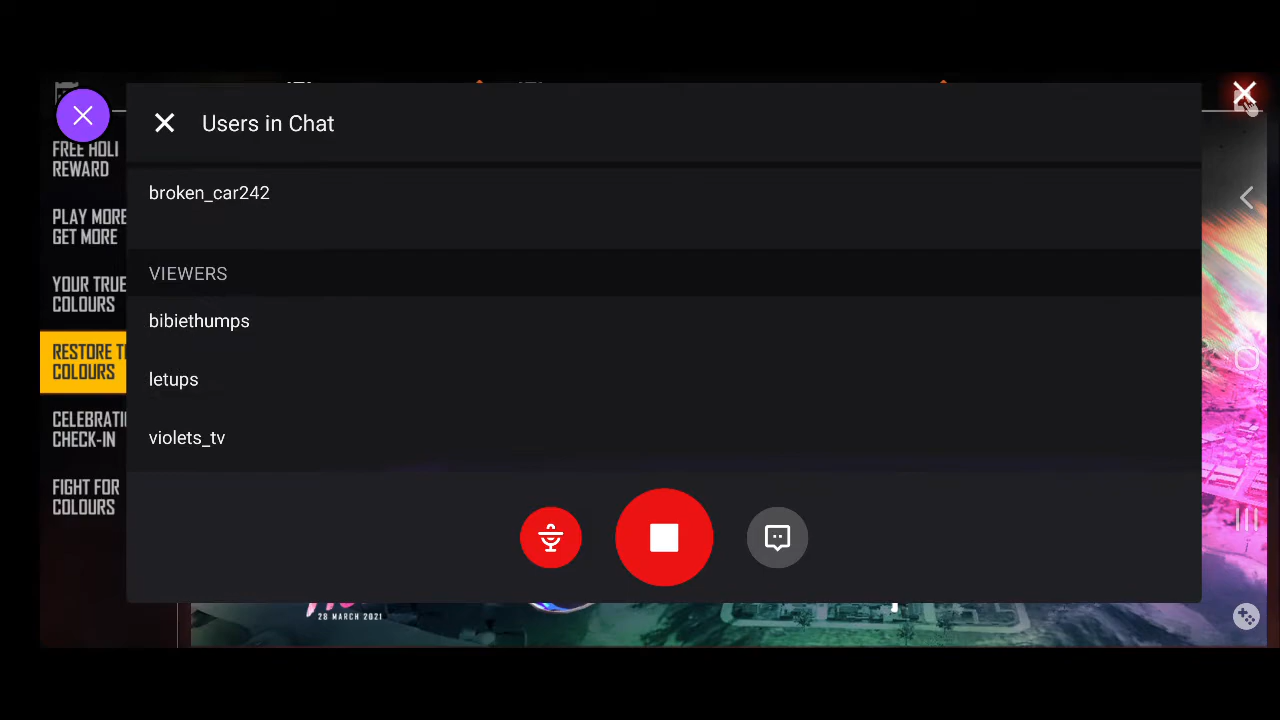 Users in Chat
broken_car242
VIEWERS
bibiethumps
letups
violets_tv
FREE HOLI
REWARD
PLAY MORE
GET MORE
YOUR TRUE
COLOURS
RESTORE
COLOURS
CHECK-IN
FIGHT FOR
COLOURS
28 MARCH 2021